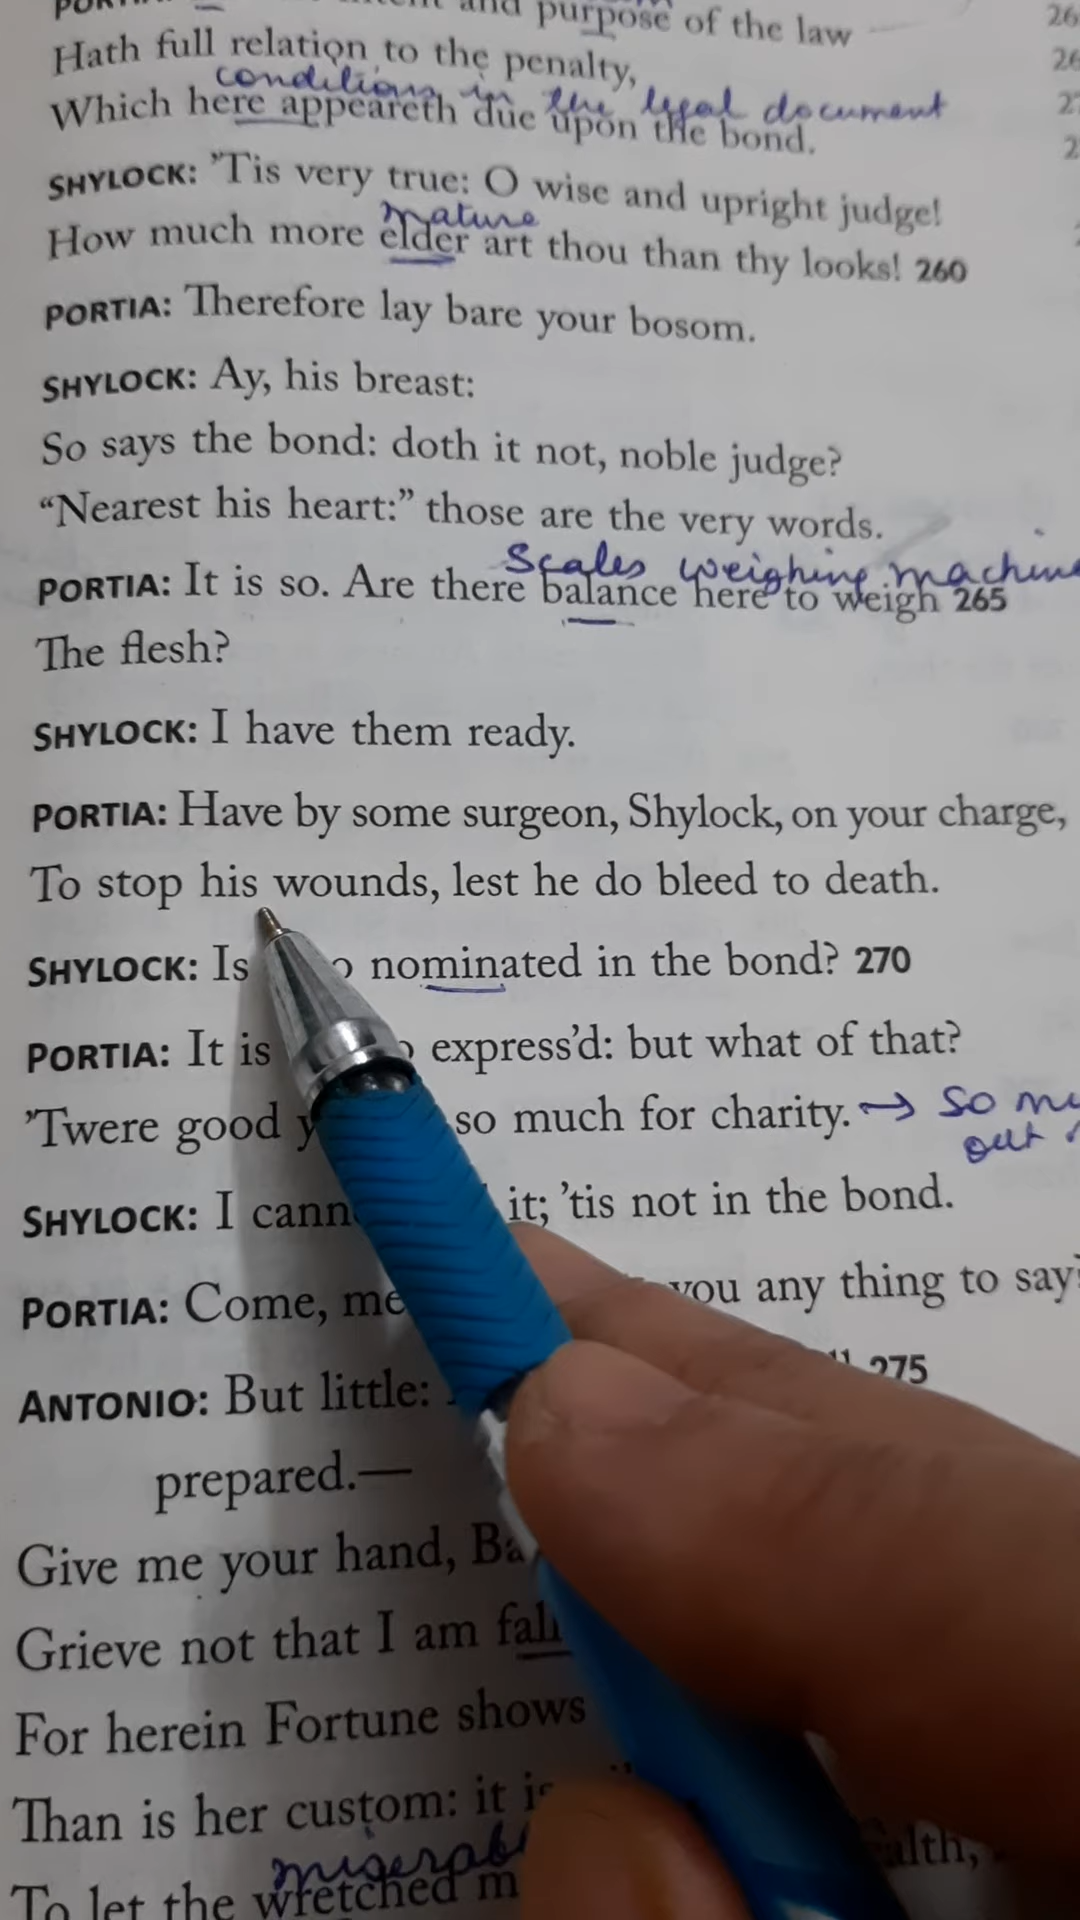 and purpose of the law
Hath full relation to the penalty,
conditions in the legal document
Which here appeareth due upon the bond.
SHYLOCK: 'Tis very true: O wise and upright judge!
mature
How much more elder art thou than thy looks! 260
PORTIA: Therefore lay bare your bosom.
SHYLOCK: Ay, his breast:
So says the bond: doth it not, noble judge?
“Nearest his heart:” those are the very words.
Scales weighing machine
PORTIA: It is so. Are there balance here to weigh 265
The flesh?
SHYLOCK: I have them ready.
PORTIA: Have by some surgeon, Shylock, on your charge,
To stop his wounds, lest he do bleed to death.
SHYLOCK: Is nominated in the bond? 270
PORTIA: It is express'd: but what of that?
'Twere good so much for charity. → so
out
SHYLOCK: I it; 'tis not in the bond.
PORTIA: Come, you any thing to say
275
ANTONIO: But little:
prepared.—
Give me your hand,
Grieve not that I am
For herein Fortune shows
Than is her custom: it
To let the wretched